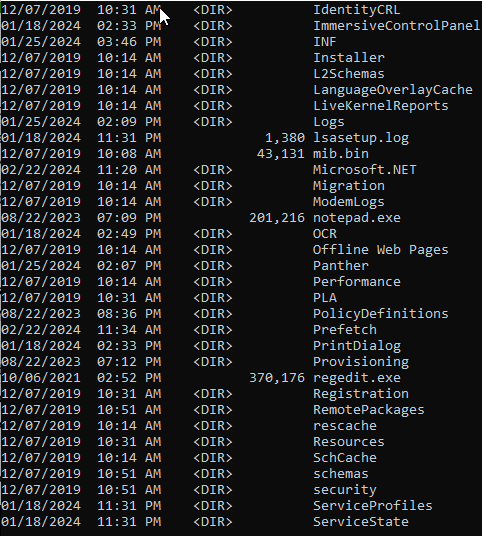 12/07/2019  10:31 AM    <DIR>          IdentityCRL
01/18/2024  02:33 PM    <DIR>          ImmersiveControlPanel
01/25/2024  03:46 PM    <DIR>          INF
12/07/2019  10:14 AM    <DIR>          Installer
12/07/2019  10:14 AM    <DIR>          L2Schemas
12/07/2019  10:14 AM    <DIR>          LanguageOverlayCache
12/07/2019  10:14 AM    <DIR>          LiveKernelReports
01/25/2024  02:09 PM    <DIR>          Logs
01/18/2024  11:31 PM             1,380 lsasetup.log
12/07/2019  10:08 AM            43,131 mib.bin
02/22/2024  11:20 AM    <DIR>          Microsoft.NET
12/07/2019  10:14 AM    <DIR>          Migration
12/07/2019  10:14 AM    <DIR>          ModemLogs
08/22/2023  07:09 PM           201,216 notepad.exe
01/18/2024  02:49 PM    <DIR>          OCR
12/07/2019  10:14 AM    <DIR>          Offline Web Pages
01/25/2024  02:07 PM    <DIR>          Panther
12/07/2019  10:14 AM    <DIR>          Performance
12/07/2019  10:31 AM    <DIR>          PLA
08/22/2023  08:36 PM    <DIR>          PolicyDefinitions
02/22/2024  11:34 AM    <DIR>          Prefetch
01/18/2024  02:33 PM    <DIR>          PrintDialog
08/22/2023  07:12 PM    <DIR>          Provisioning
10/06/2021  02:52 PM           370,176 regedit.exe
12/07/2019  10:31 AM    <DIR>          Registration
12/07/2019  10:51 AM    <DIR>          RemotePackages
12/07/2019  10:14 AM    <DIR>          rescache
12/07/2019  10:31 AM    <DIR>          Resources
12/07/2019  10:14 AM    <DIR>          SchCache
12/07/2019  10:51 AM    <DIR>          schemas
12/07/2019  10:51 AM    <DIR>          security
01/18/2024  11:31 PM    <DIR>          ServiceProfiles
01/18/2024  11:31 PM    <DIR>          ServiceState